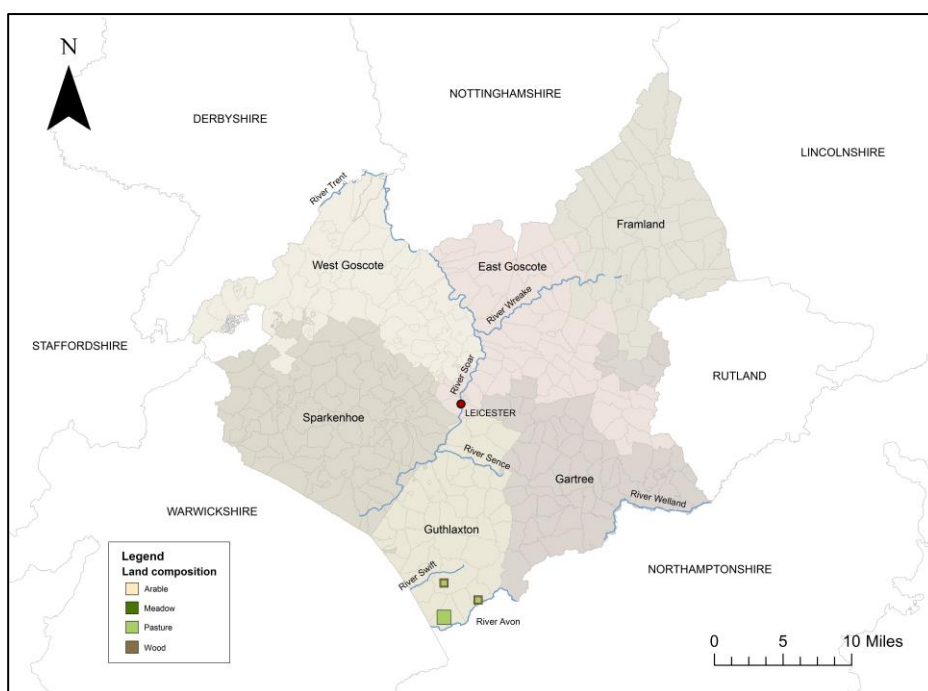 N
NOTTINGHAMSHIRE
DERBYSHIRE
LINCOLNSHIRE
River Trent
Framland
West Goscote
East Goscote
River Wreake
STAFFORDSHIRE
River Soar
RUTLAND
LEICESTER
Sparkenhoe
River Sence
Gartree
River Welland
WARWICKSHIRE
Guthlaxton
Legend
Land composition
Arable
Meadow
Pasture
Wood
River Swift
NORTHAMPTONSHIRE
River Avon
0 5 10 Miles